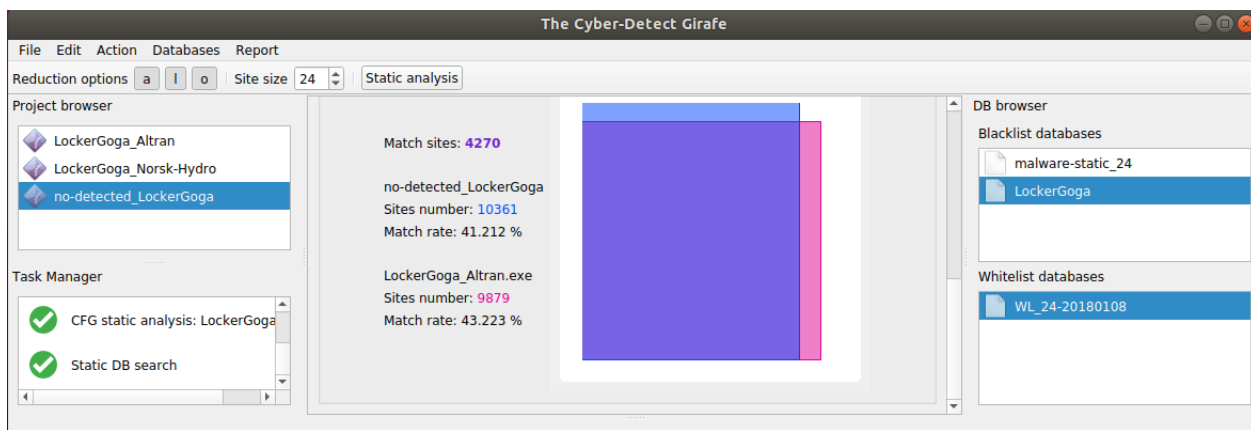 The Cyber-Detect Girafe
File Edit Action Databases Report
Reduction options a l o Site size 24 Static analysis
Project browser
LockerGoga_Altran
LockerGoga_Norsk-Hydro
no-detected_LockerGoga
Task Manager
CFG static analysis: LockerGoga
Static DB search
Match sites: 4270
no-detected_LockerGoga
Sites number: 10361
Match rate: 41.212 %
LockerGoga_Altran.exe
Sites number: 9879
Match rate: 43.223 %
DB browser
Blacklist databases
malware-static_24
LockerGoga
Whitelist databases
WL_24-20180108